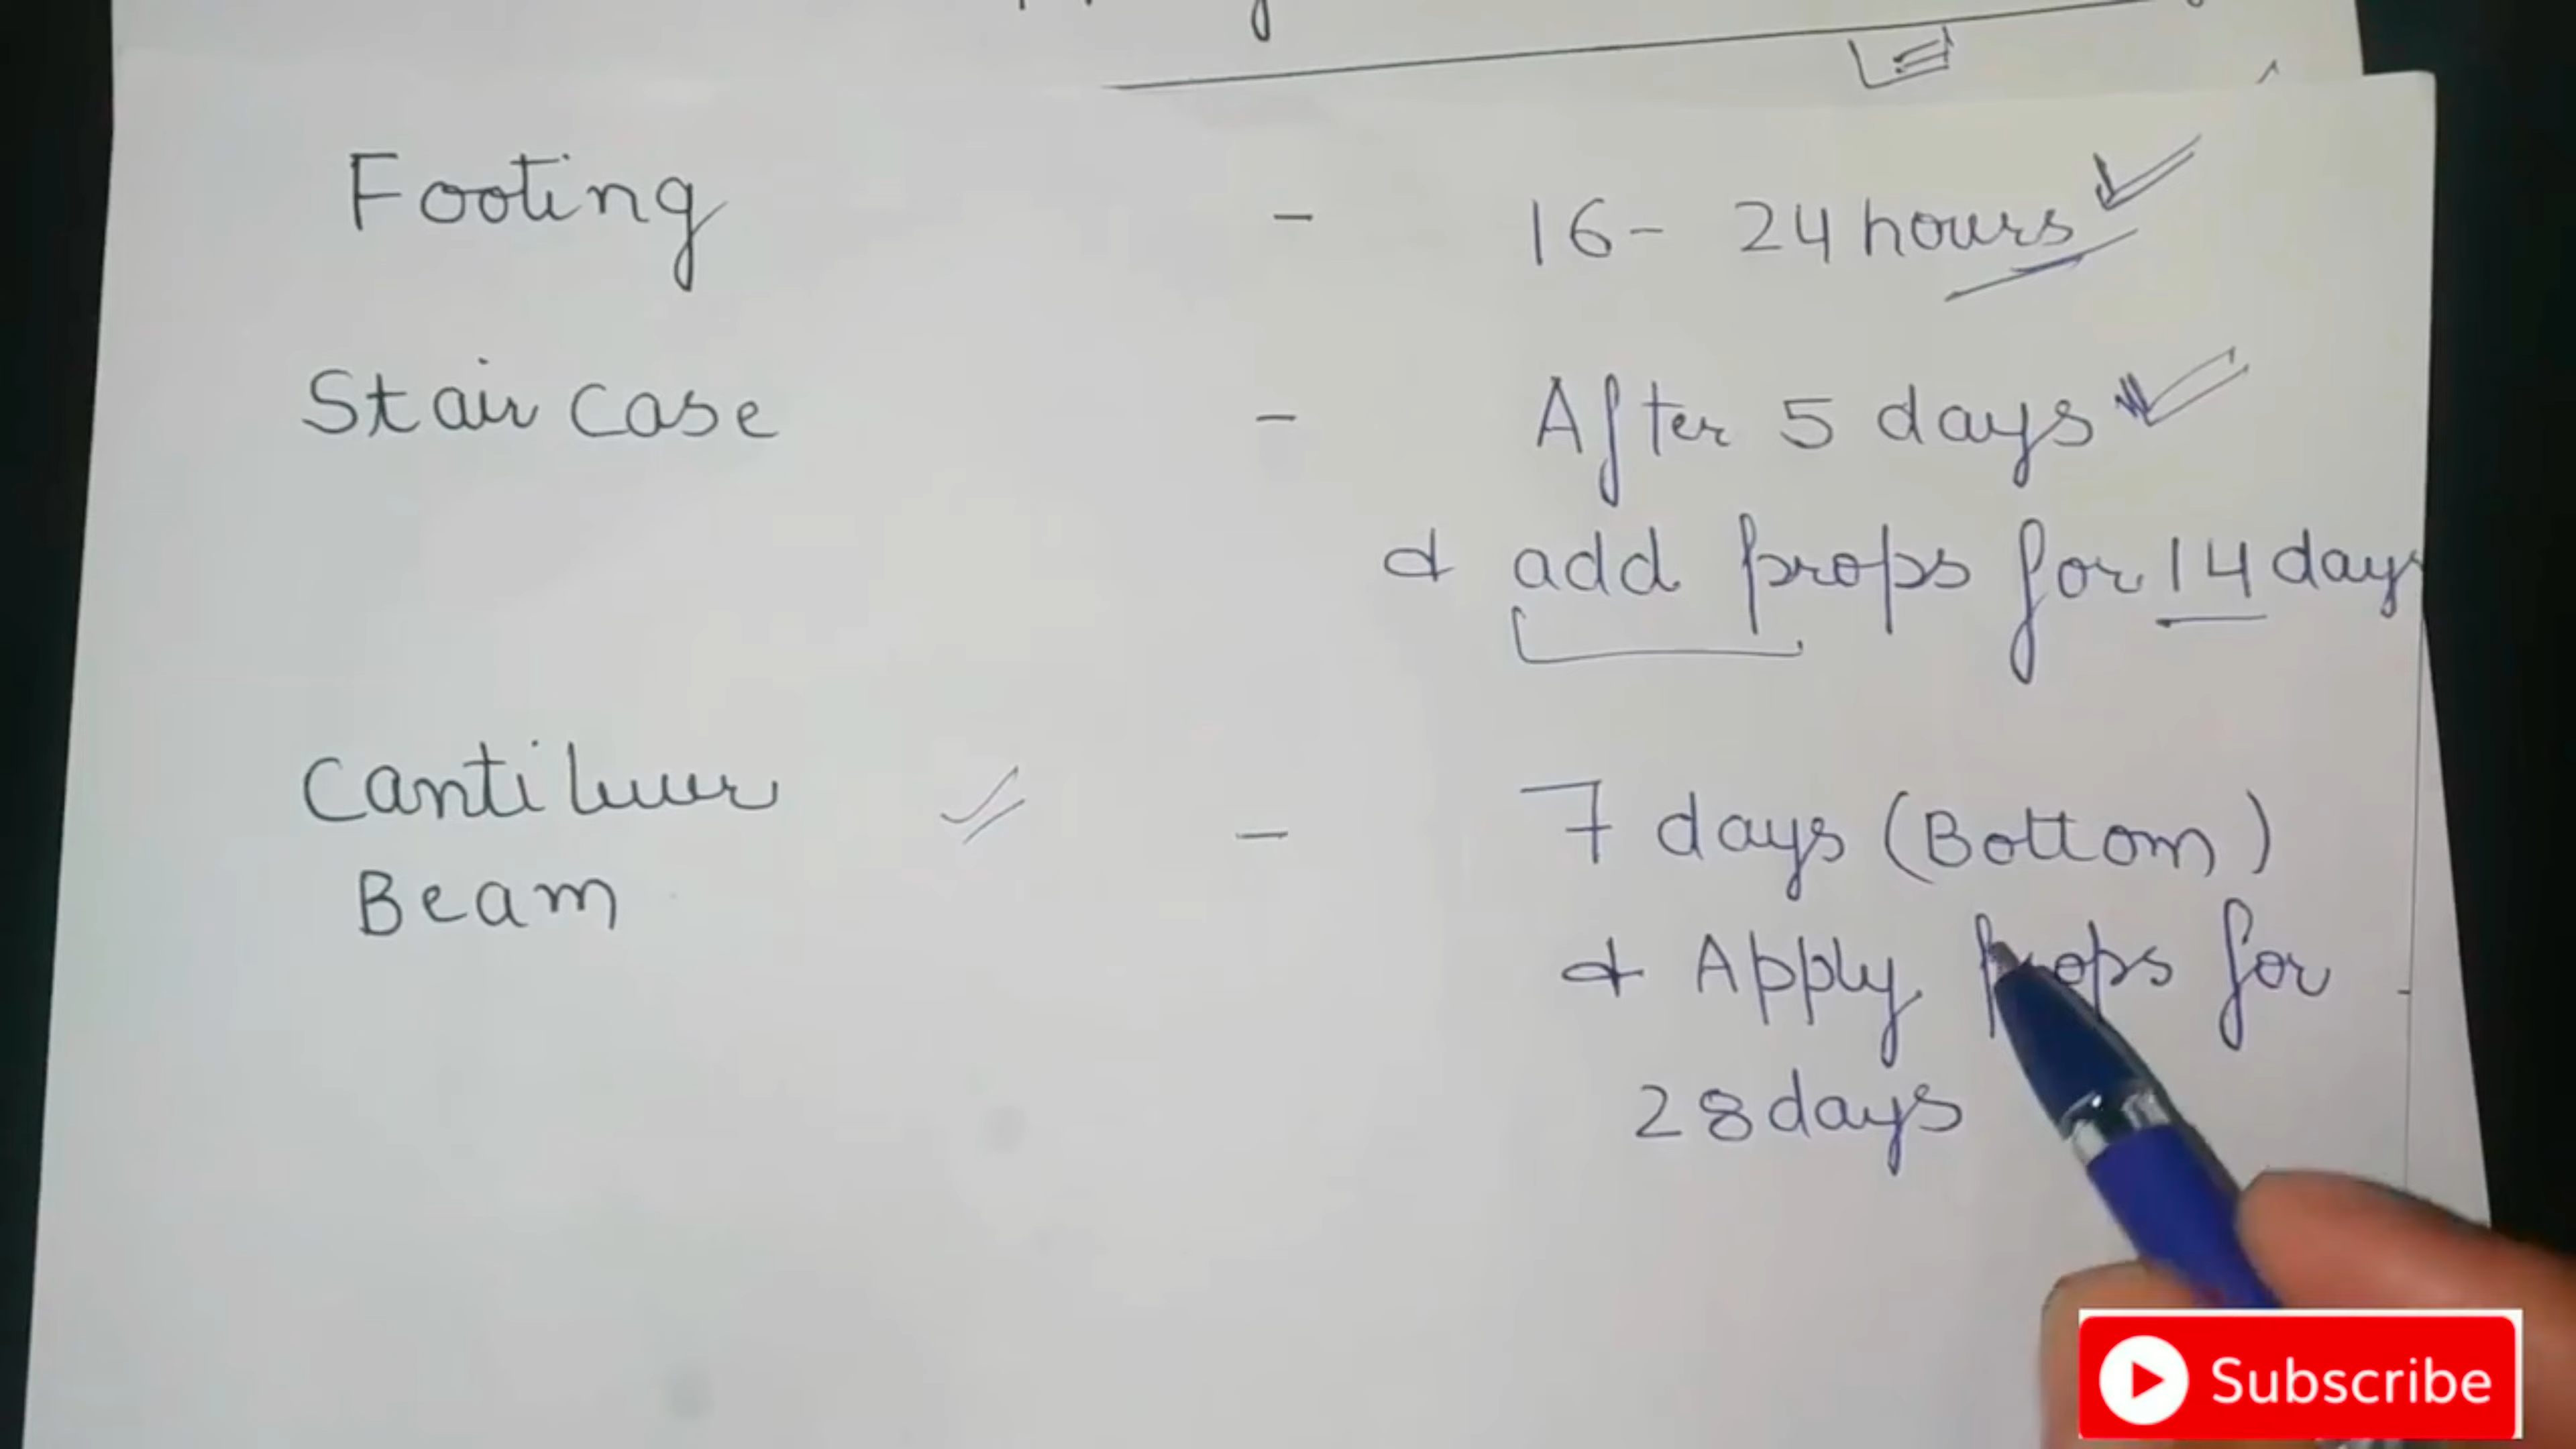 Footing - 16 - 24 hours
Stair case - After 5 days
& add props for 14 days
Cantilever
Beam - 7 days (Bottom)
& Apply props for
28 days
Subscribe